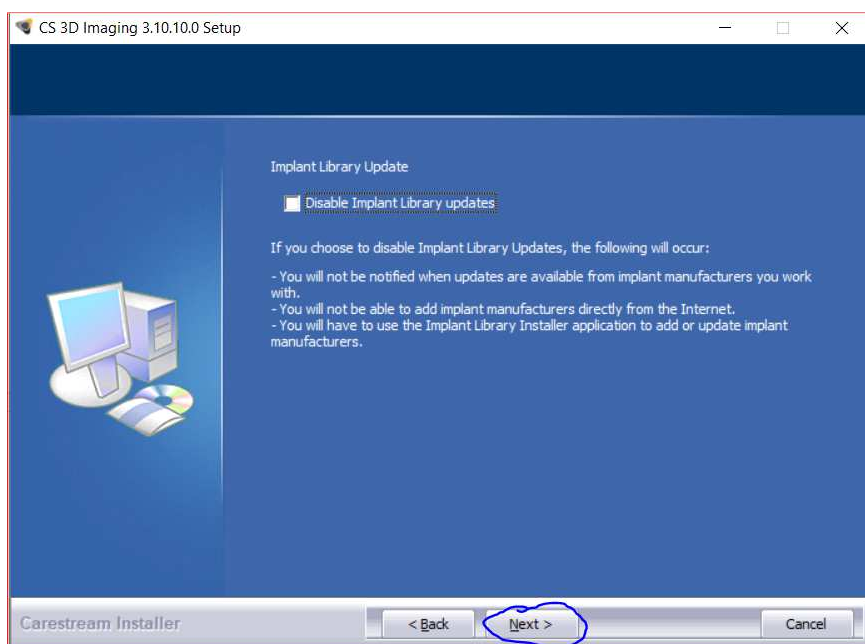 CS 3D Imaging 3.10.10.0 Setup
Implant Library Update
Disable Implant Library updates
If you choose to disable Implant Library Updates, the following will occur:
- You will not be notified when updates are available from implant manufacturers you work
with.
- You will not be able to add implant manufacturers directly from the Internet.
- You will have to use the Implant Library Installer application to add or update implant
manufacturers.
Carestream Installer
< Back
Next >
Cancel